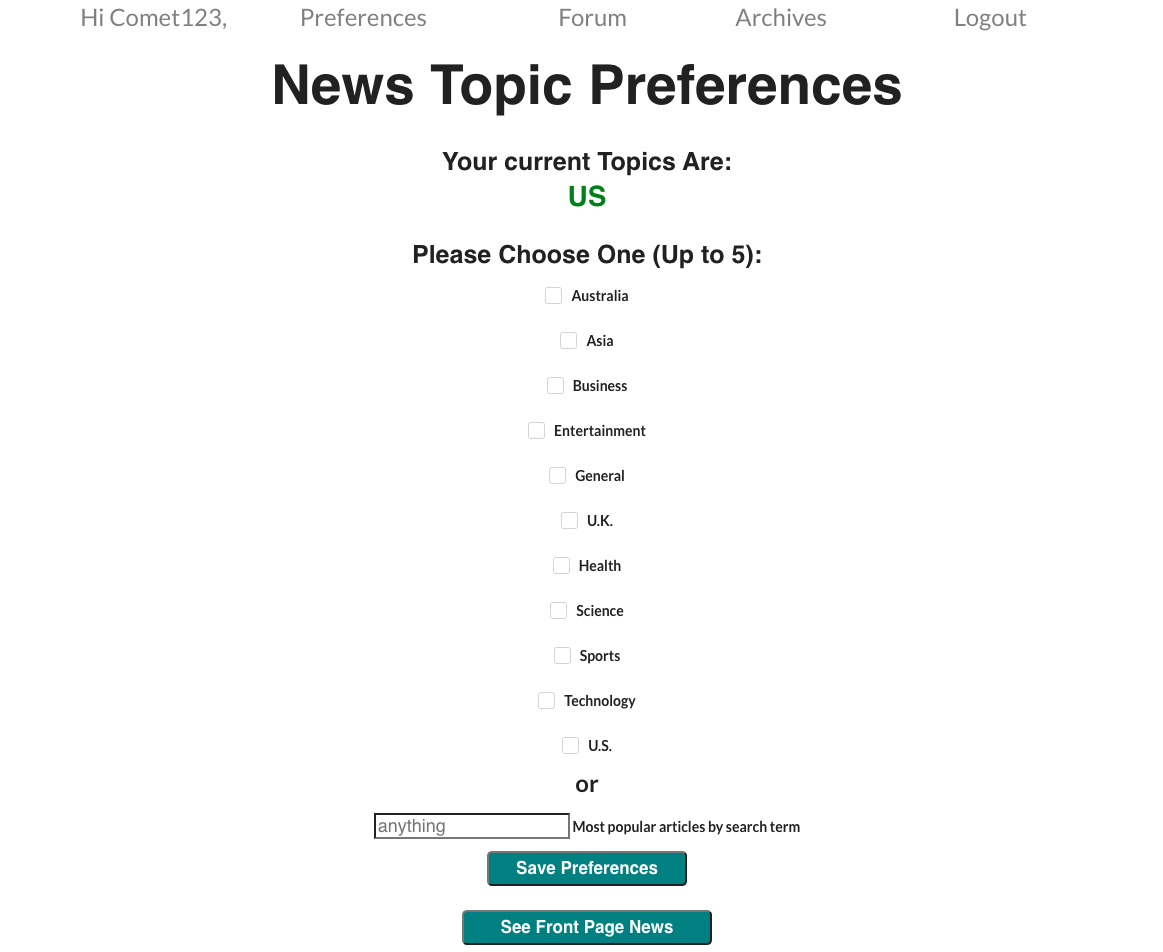 Hi Comet123, Preferences Forum Archives Logout
News Topic Preferences
Your current Topics Are:
US
Please Choose One (Up to 5):
Australia
Asia
Business
Entertainment
General
U.K.
Health
Science
Sports
Technology
U.S.
or
anything Most popular articles by search term
Save Preferences
See Front Page News